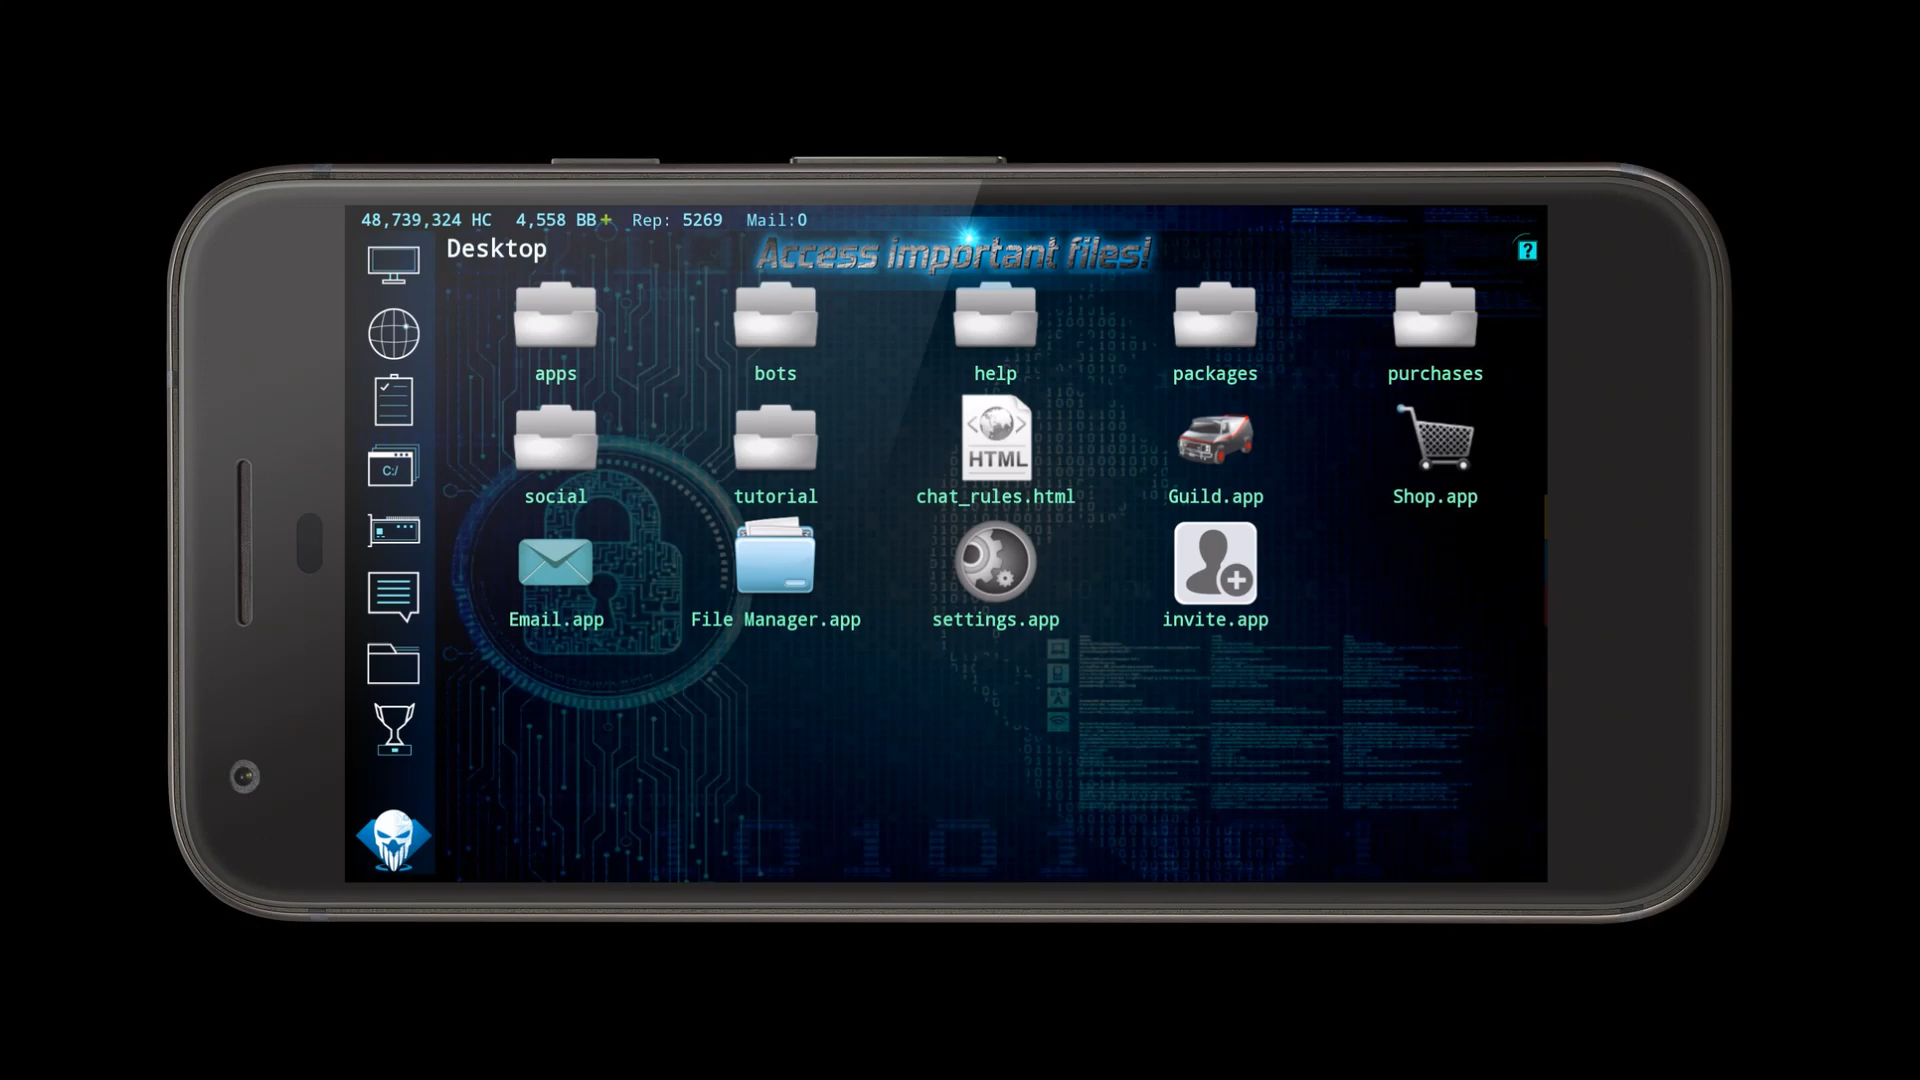 48,739,324 HC 4,558 BB+ Rep: 5269 Mail:0
Desktop
Access important files!
?
apps bots help packages purchases
HTML
social tutorial chat_rules.html Guild.app Shop.app
Email.app File Manager.app settings.app invite.app
C:/